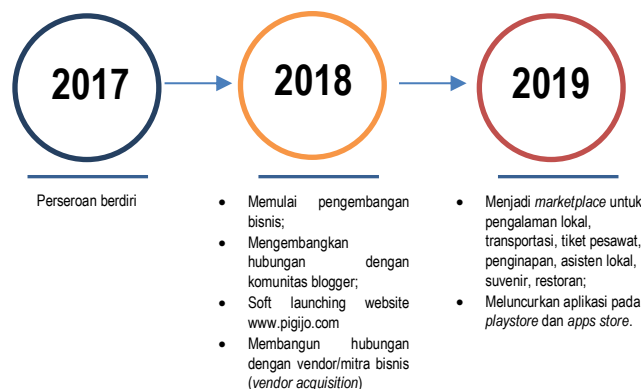 2017
2018
2019
Perseroan berdiri
• Memulai pengembangan
bisnis;
• Mengembangkan
hubungan dengan
komunitas blogger;
• Soft launching website
www.pigijo.com
• Membangun hubungan
dengan vendor/mitra bisnis
(vendor acquisition)
• Menjadi marketplace untuk
pengalaman lokal,
transportasi, tiket pesawat,
penginapan, asisten lokal,
suvenir, restoran;
• Meluncurkan aplikasi pada
playstore dan apps store.